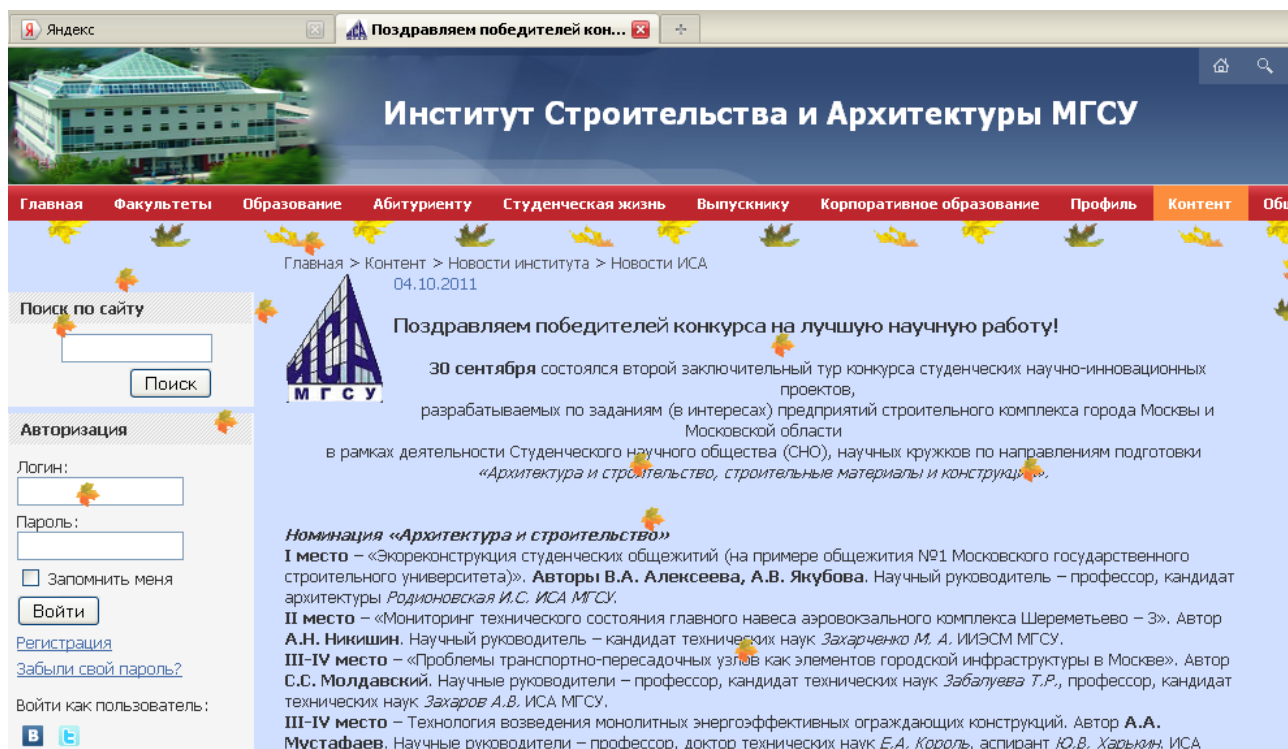 Яндекс
Поздравляем победителей кон...
Институт Строительства и Архитектуры МГСУ
Главная Факультеты Образование Абитуриенту Студенческая жизнь Выпускнику Корпоративное образование Профиль Контент
Главная > Контент > Новости института > Новости ИСА
04.10.2011
Поиск по сайту
Поиск
Авторизация
Логин:
Пароль:
Запомнить меня
Войти
Регистрация
Забыли свой пароль?
Войти как пользователь:
ИСА
МГСУ
Поздравляем победителей конкурса на лучшую научную работу!
30 сентября состоялся второй заключительный тур конкурса студенческих научно-инновационных
проектов,
разрабатываемых по заданиям (в интересах) предприятий строительного комплекса города Москвы и
Московской области
в рамках деятельности Студенческого научного общества (СНО), научных кружков по направлениям подготовки
«Архитектура и строительство, строительные материалы и конструкции».
Номинация «Архитектура и строительство»
I место – «Экореконструкция студенческих общежитий (на примере общежития №1 Московского государственного
строительного университета)». Авторы В.А. Алексеева, А.В. Якубова. Научный руководитель – профессор, кандидат
архитектуры Родионовская И.С. ИСА МГСУ.
II место – «Мониторинг технического состояния главного навеса аэровокзального комплекса Шереметьево – 3». Автор
А.Н. Никишин. Научный руководитель – кандидат технических наук Захарченко М. А. ИИЭСМ МГСУ.
III-IV место – «Проблемы транспортно-пересадочных узлов как элементов городской инфраструктуры в Москве». Автор
С.С. Молдавский. Научные руководители – профессор, кандидат технических наук Забалуева Т.Р., профессор, кандидат
технических наук Захаров А.В. ИСА МГСУ.
III-IV место – Технология возведения монолитных энергоэффективных ограждающих конструкций. Автор А.А.
Мустафаев. Научные руководители – профессор, доктор технических наук Е.А. Король, аспирант Ю.В. Харькин. ИСА